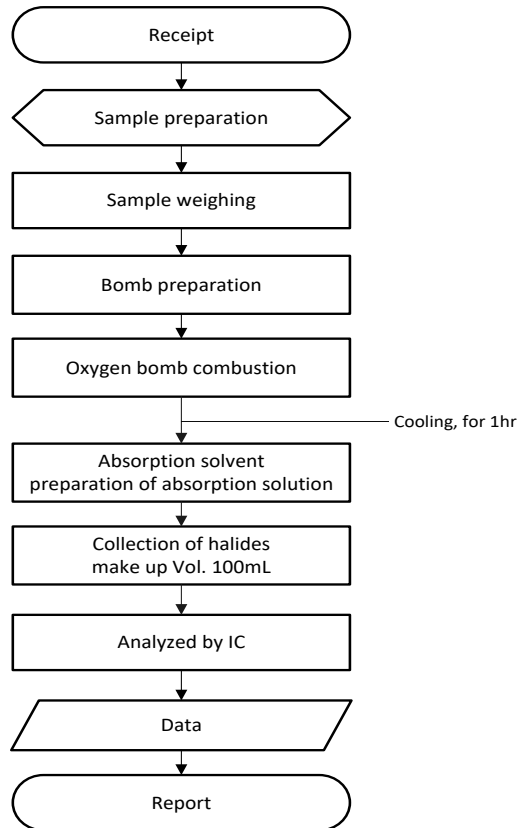 Receipt
Sample preparation
Sample weighing
Bomb preparation
Oxygen bomb combustion
Cooling, for 1hr
Absorption solvent
preparation of absorption solution
Collection of halides
make up Vol. 100mL
Analyzed by IC
Data
Report